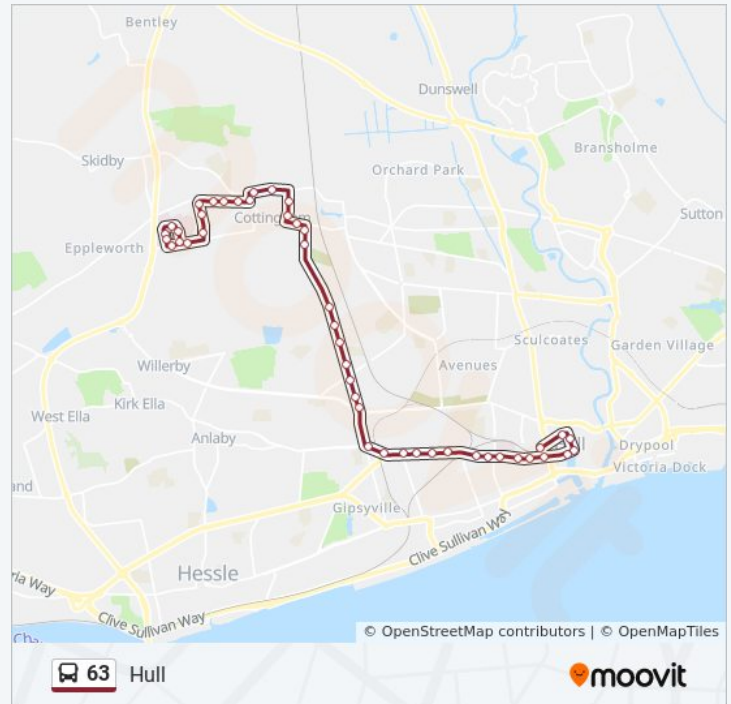 Bentley
Dunswell
Bransholme
Skidby
Orchard Park
Cottingham
Sutton
Eppleworth
Sculcoates
Garden Village
Willerby
Avenues
Kirk Ella
West Ella
Anlaby
Drypool
Victoria Dock
Gipsyville
Clive Sullivan Way
Hessle
Clive Sullivan Way
© OpenStreetMap contributors | © OpenMapTiles
63 Hull
moovit